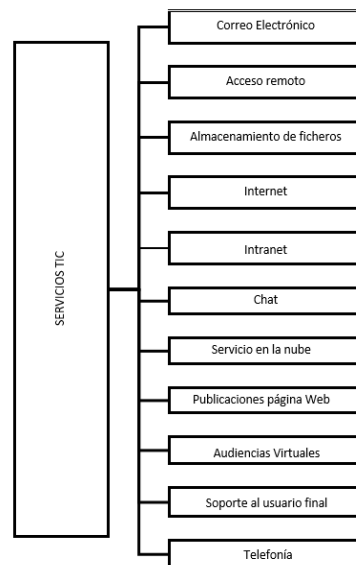 SERVICIOS TIC
Correo Electrónico
Acceso remoto
Almacenamiento de ficheros
Internet
Intranet
Chat
Servicio en la nube
Publicaciones página Web
Audiencias Virtuales
Soporte al usuario final
Telefonía